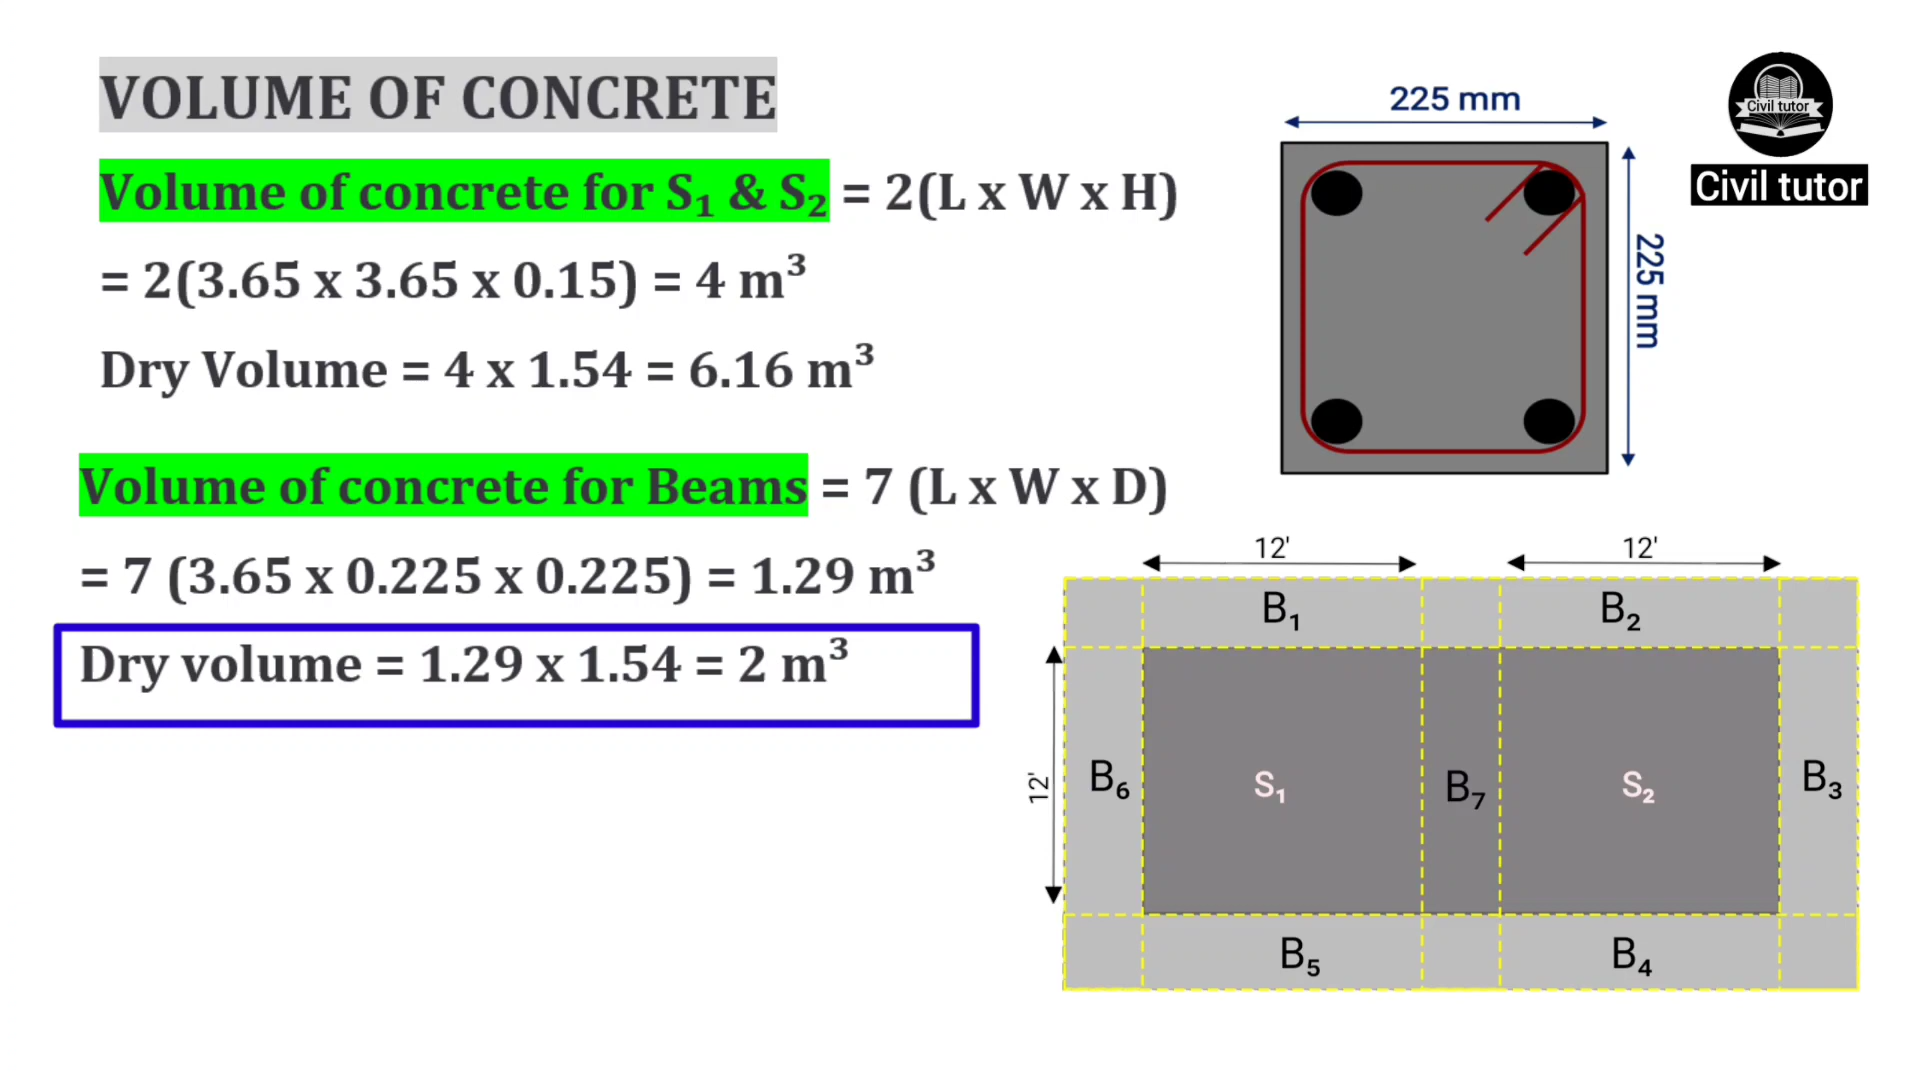 VOLUME OF CONCRETE
Volume of concrete for S₁ & S₂ = 2(L x W x H)
= 2(3.65 x 3.65 x 0.15) = 4 m³
Dry Volume = 4 x 1.54 = 6.16 m³
Volume of concrete for Beams = 7 (L x W x D)
= 7 (3.65 x 0.225 x 0.225) = 1.29 m³
Dry volume = 1.29 x 1.54 = 2 m³
225 mm
225 mm
Civil tutor
Civil tutor
12'
12'
B₁
B₂
12'
B₆
S₁
B₇
S₂
B₃
B₅
B₄